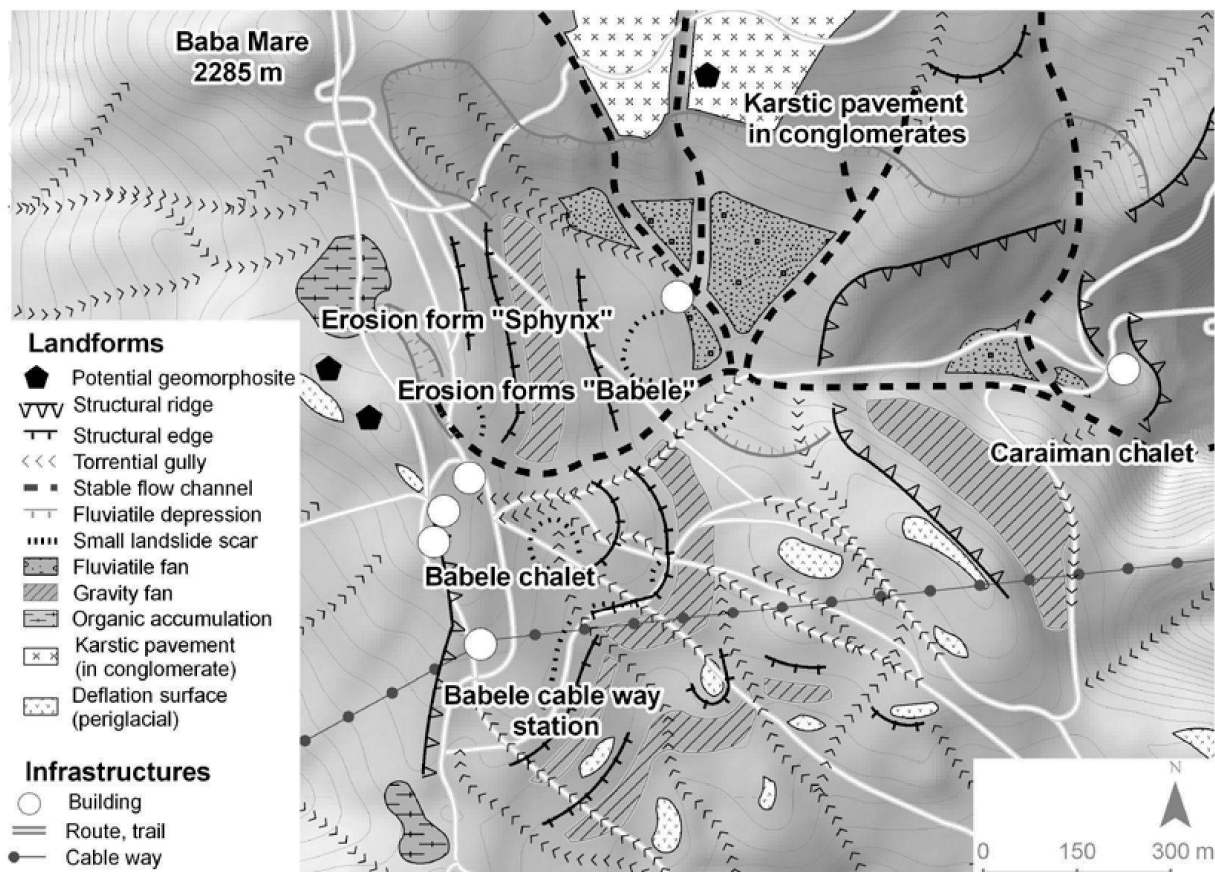 Baba Mare
2285 m
Karstic pavement
in conglomerates
Erosion form "Sphynx"
Erosion forms "Babele"
Caraiman chalet
Babele chalet
Babele cable way
station
Landforms
Potential geomorphosite
Structural ridge
Structural edge
Torrential gully
Stable flow channel
Fluviatile depression
Small landslide scar
Fluviatile fan
Gravity fan
Organic accumulation
Karstic pavement
(in conglomerate)
Deflation surface
(periglacial)
Infrastructures
Building
Route, trail
Cable way
N
0 150 300 m